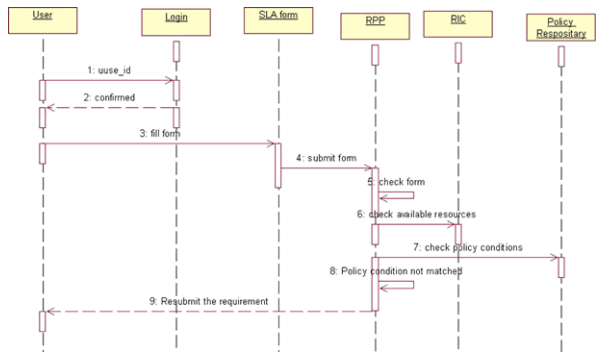 User
Login
SLA form
RPP
RIC
Policy
Respositary
1: uuse_id
2: confirmed
3: fill form
4: submit form
5: check form
6: check available resources
7: check policy conditions
8: Policy condition not matched
9: Resubmit the requirement